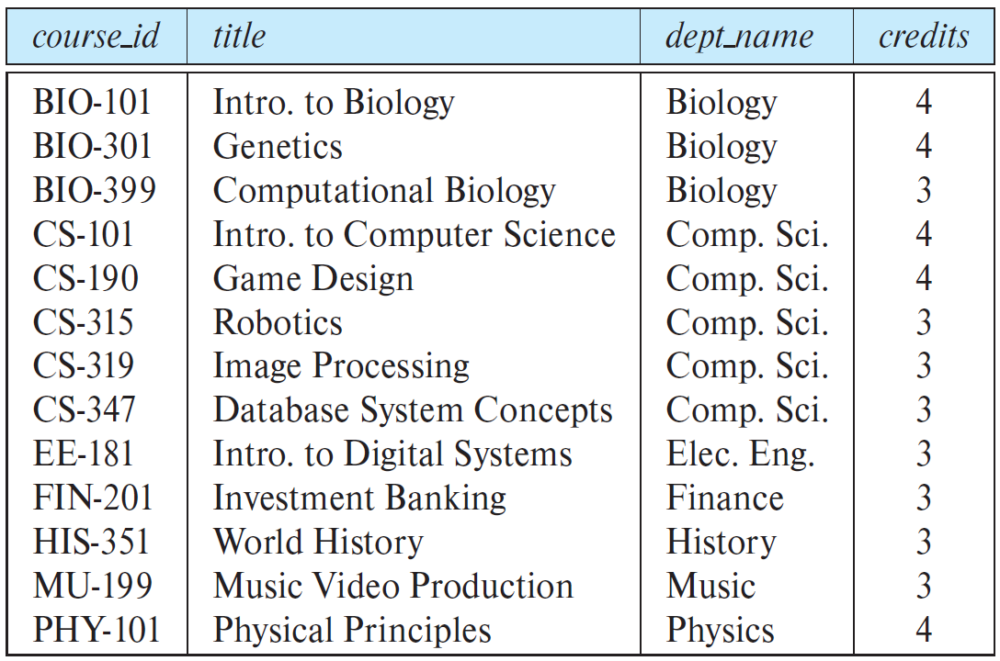 course_id title dept_name credits
BIO-101 Intro. to Biology Biology 4
BIO-301 Genetics Biology 4
BIO-399 Computational Biology Biology 3
CS-101 Intro. to Computer Science Comp. Sci. 4
CS-190 Game Design Comp. Sci. 4
CS-315 Robotics Comp. Sci. 3
CS-319 Image Processing Comp. Sci. 3
CS-347 Database System Concepts Comp. Sci. 3
EE-181 Intro. to Digital Systems Elec. Eng. 3
FIN-201 Investment Banking Finance 3
HIS-351 World History History 3
MU-199 Music Video Production Music 3
PHY-101 Physical Principles Physics 4